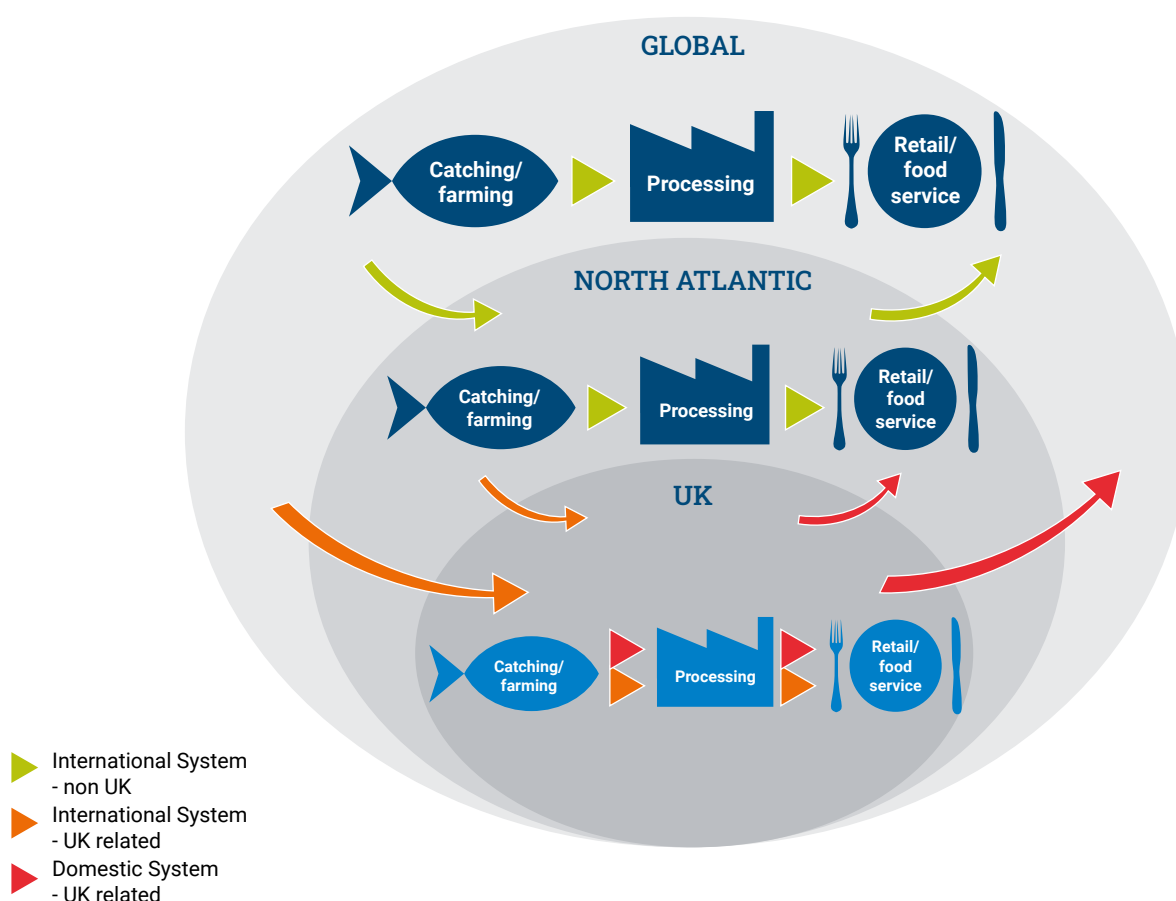 GLOBAL
Catching/
farming
Processing
Retail/
food
service
NORTH ATLANTIC
Catching/
farming
Processing
Retail/
food
service
UK
Catching/
farming
Processing
Retail/
food
service
International System
- non UK
International System
- UK related
Domestic System
- UK related